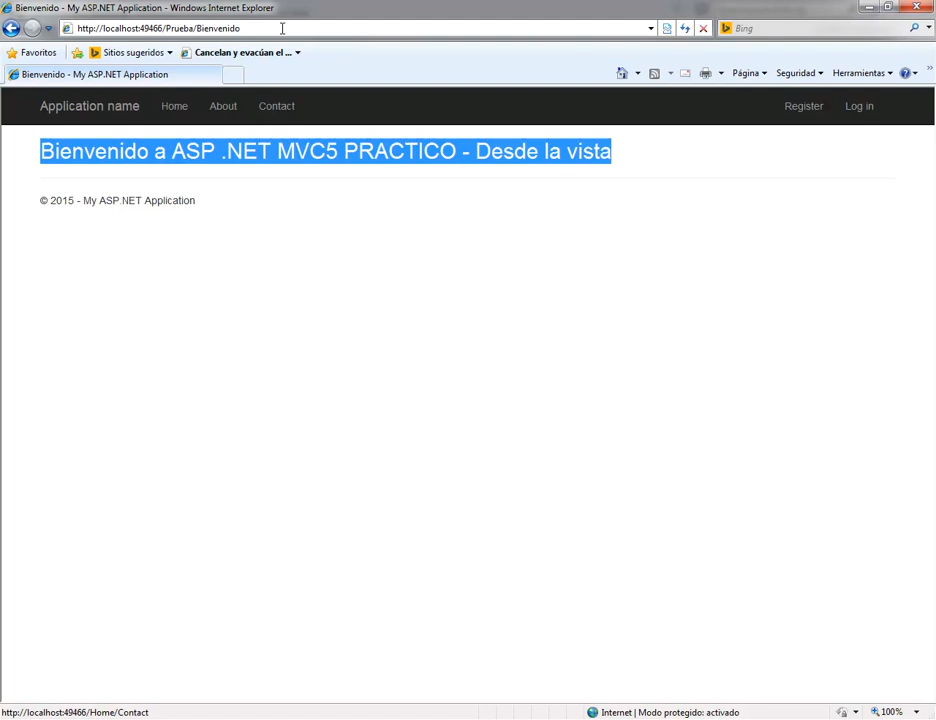 Bienvenido - My ASP.NET Application - Windows Internet Explorer
http://localhost:49466/Prueba/Bienvenido
Bing
Favoritos
Sitios sugeridos
Cancelan y evacúan el ...
Bienvenido - My ASP.NET Application
Página
Seguridad
Herramientas
»
Application name
Home
About
Contact
Register
Log in
Bienvenido a ASP .NET MVC5 PRACTICO - Desde la vista
© 2015 - My ASP.NET Application
http://localhost:49466/Home/Contact
Internet | Modo protegido: activado
100%